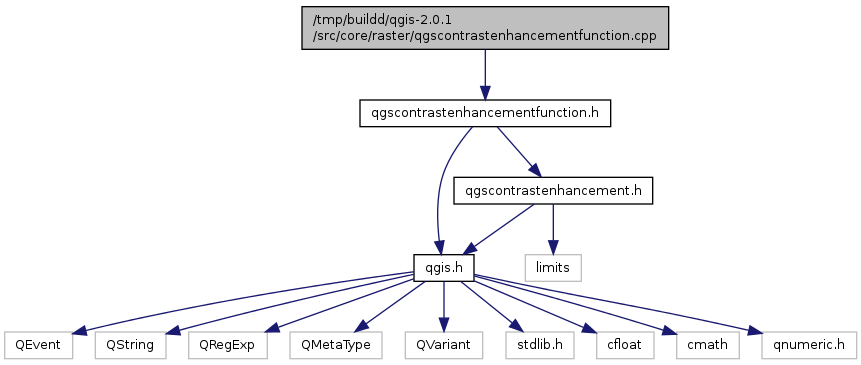 /tmp/buildd/qgis-2.0.1
/src/core/raster/qgscontrastenhancementfunction.cpp
qgscontrastenhancementfunction.h
qgscontrastenhancement.h
qgis.h
limits
QEvent
QString
QRegExp
QMetaType
QVariant
stdlib.h
cfloat
cmath
qnumeric.h